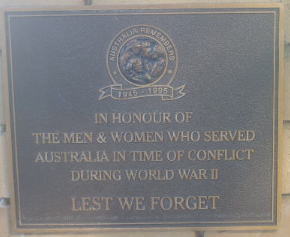 AUSTRALIA REMEMBERS
1945 - 1995
IN HONOUR OF
THE MEN & WOMEN WHO SERVED
AUSTRALIA IN TIME OF CONFLICT
DURING WORLD WAR II
LEST WE FORGET